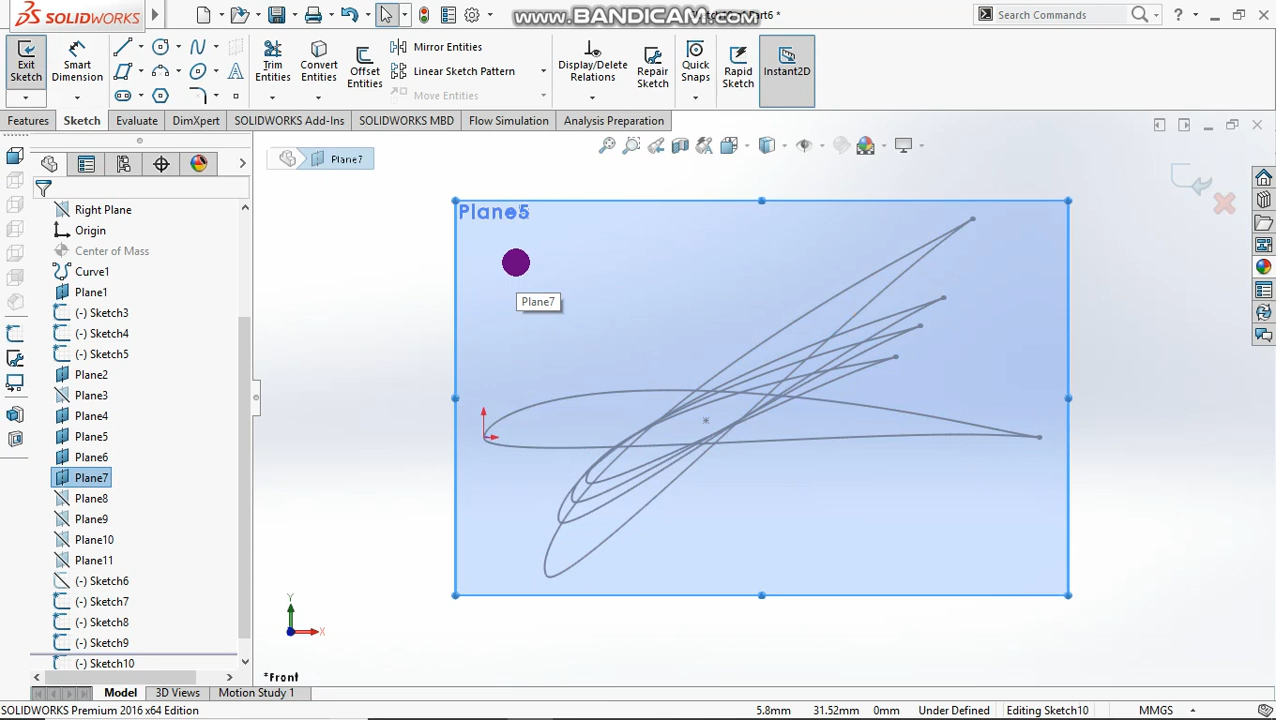 SOLIDWORKS
www.BANDICAM.com
Part6 *
Search Commands
Exit Sketch
Smart Dimension
Trim Entities
Convert Entities
Offset Entities
Mirror Entities
Linear Sketch Pattern
Move Entities
Display/Delete Relations
Repair Sketch
Quick Snaps
Rapid Sketch
Instant2D
Features
Sketch
Evaluate
DimXpert
SOLIDWORKS Add-Ins
SOLIDWORKS MBD
Flow Simulation
Analysis Preparation
Plane7
Right Plane
Origin
Center of Mass
Curve1
Plane1
(-) Sketch3
(-) Sketch4
(-) Sketch5
Plane2
Plane3
Plane4
Plane5
Plane6
Plane7
Plane8
Plane9
Plane10
Plane11
(-) Sketch6
(-) Sketch7
(-) Sketch8
(-) Sketch9
(-) Sketch10
Plane5
Plane7
Y
X
*Front
Model
3D Views
Motion Study 1
SOLIDWORKS Premium 2016 x64 Edition
5.8mm
31.52mm
0mm
Under Defined
Editing Sketch10
MMGS